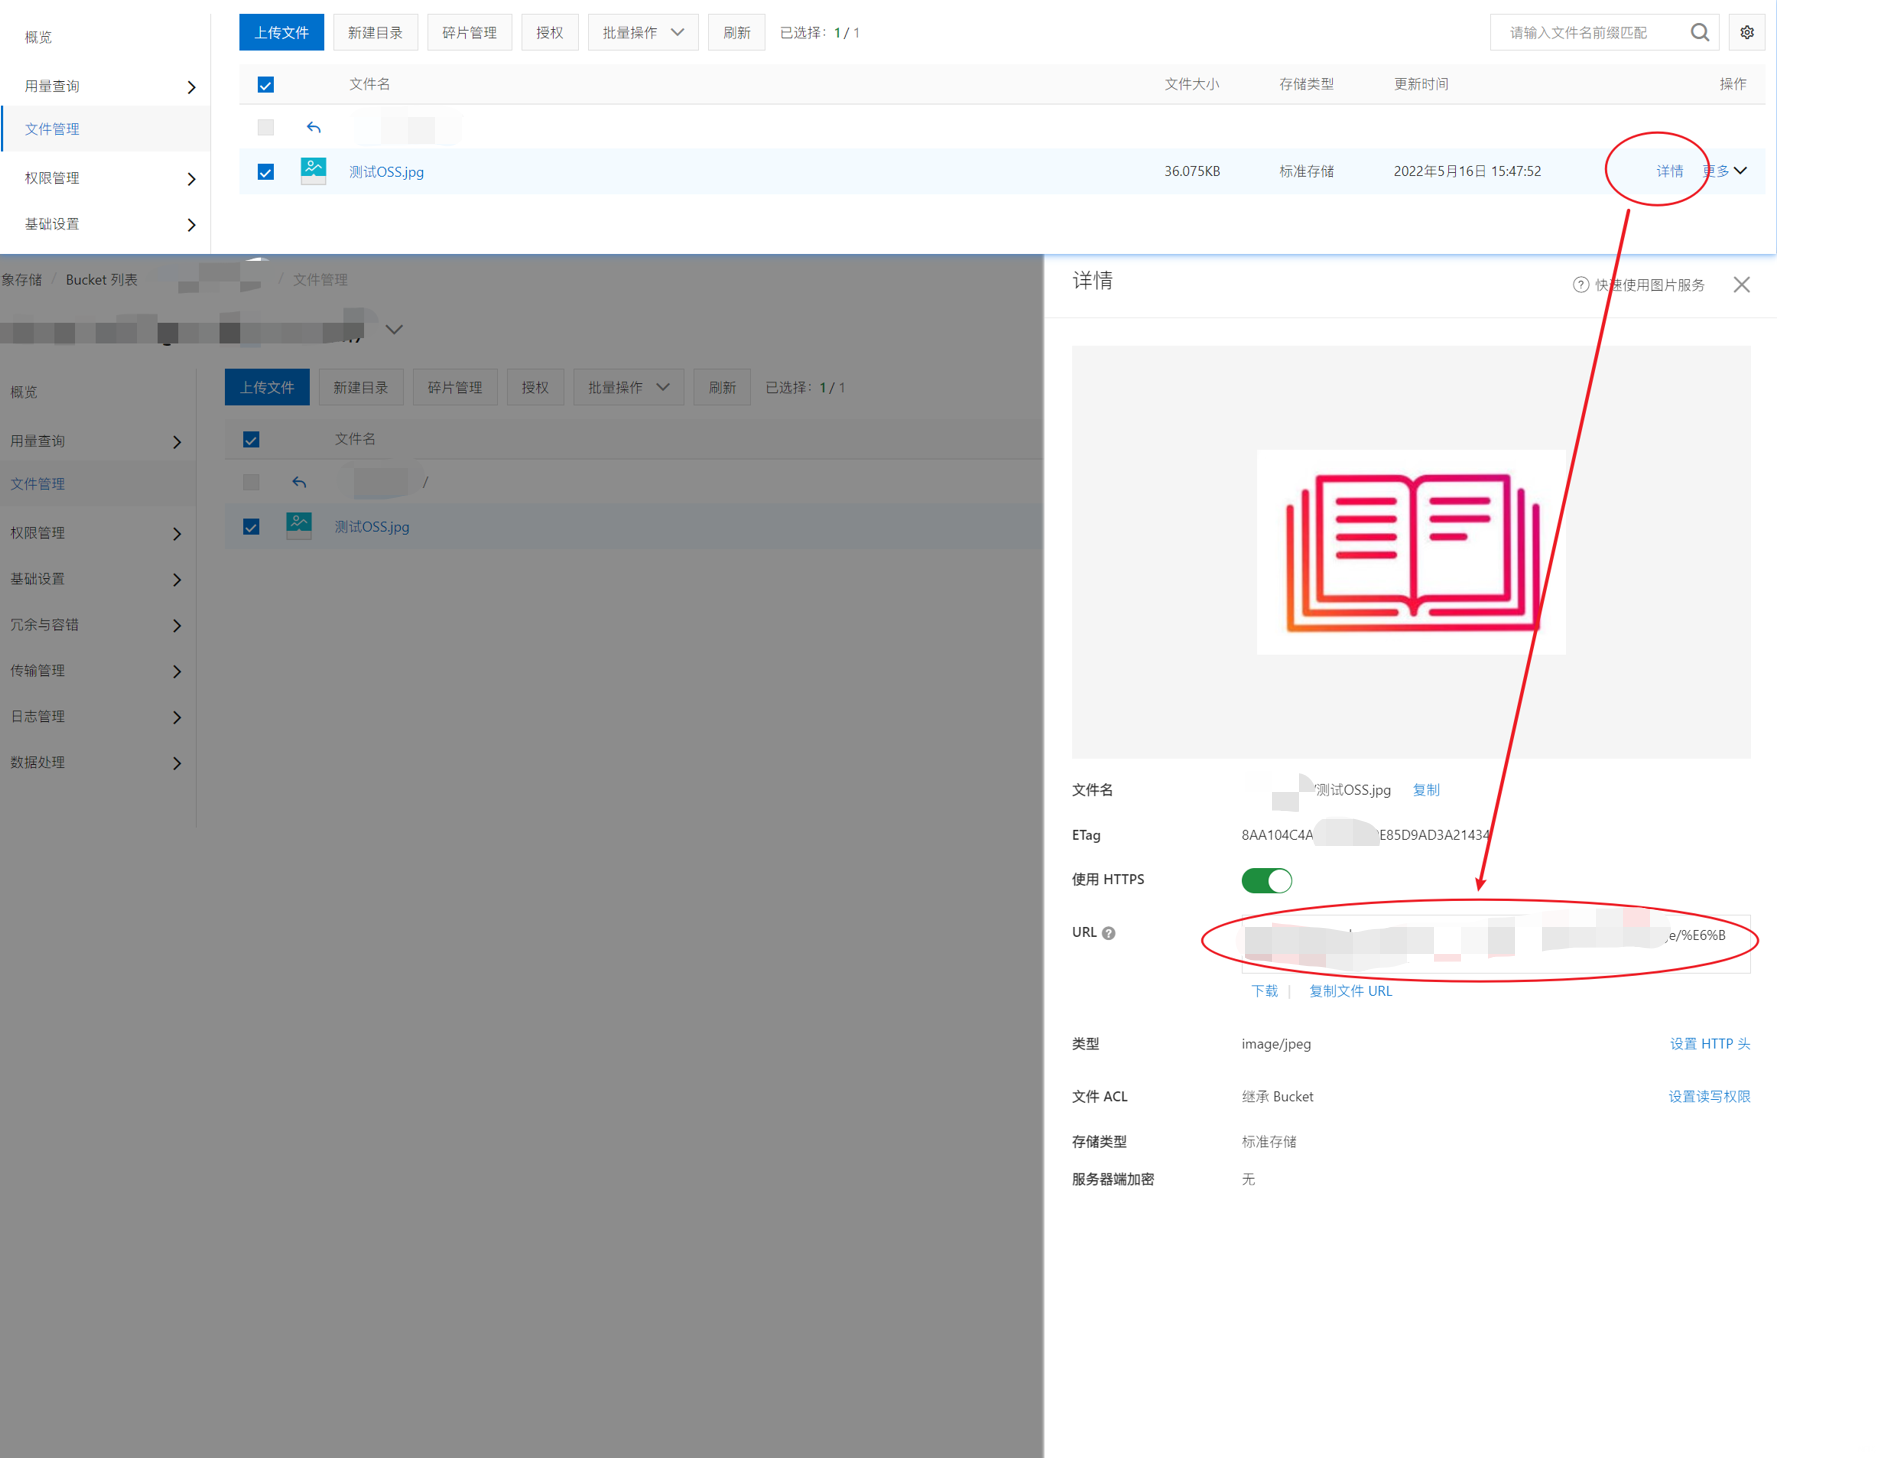 概览
用量查询
文件管理
权限管理
基础设置
上传文件 新建目录 碎片管理 授权 批量操作 刷新 已选择：1 / 1
请输入文件名前缀匹配
文件名 文件大小 存储类型 更新时间 操作
测试OSS.jpg 36.075KB 标准存储 2022年5月16日 15:47:52 详情 更多
象存储 / Bucket 列表 / 文件管理
概览
用量查询
文件管理
权限管理
基础设置
冗余与容错
传输管理
日志管理
数据处理
上传文件 新建目录 碎片管理 授权 批量操作 刷新 已选择：1 / 1
文件名
/
测试OSS.jpg
详情
快速使用图片服务
文件名 /测试OSS.jpg 复制
ETag 8AA104C4A E85D9AD3A21434
使用 HTTPS
URL e/%E6%B
下载 | 复制文件 URL
类型 image/jpeg 设置 HTTP 头
文件 ACL 继承 Bucket 设置读写权限
存储类型 标准存储
服务器端加密 无